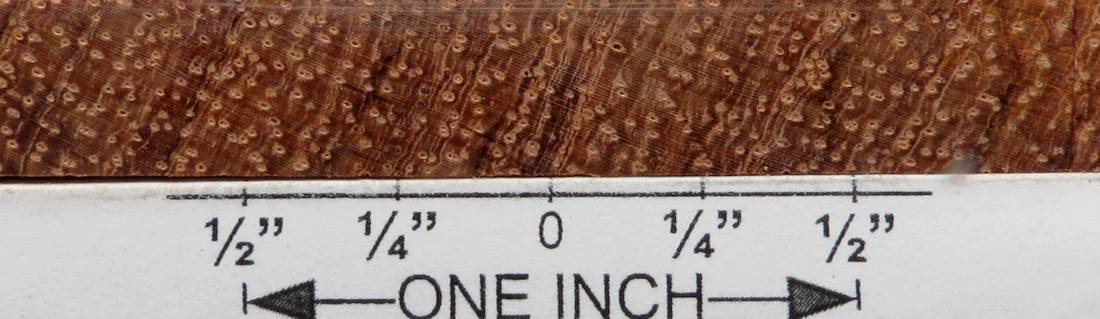 1/2” 1/4” 0 1/4” 1/2”
ONE INCH